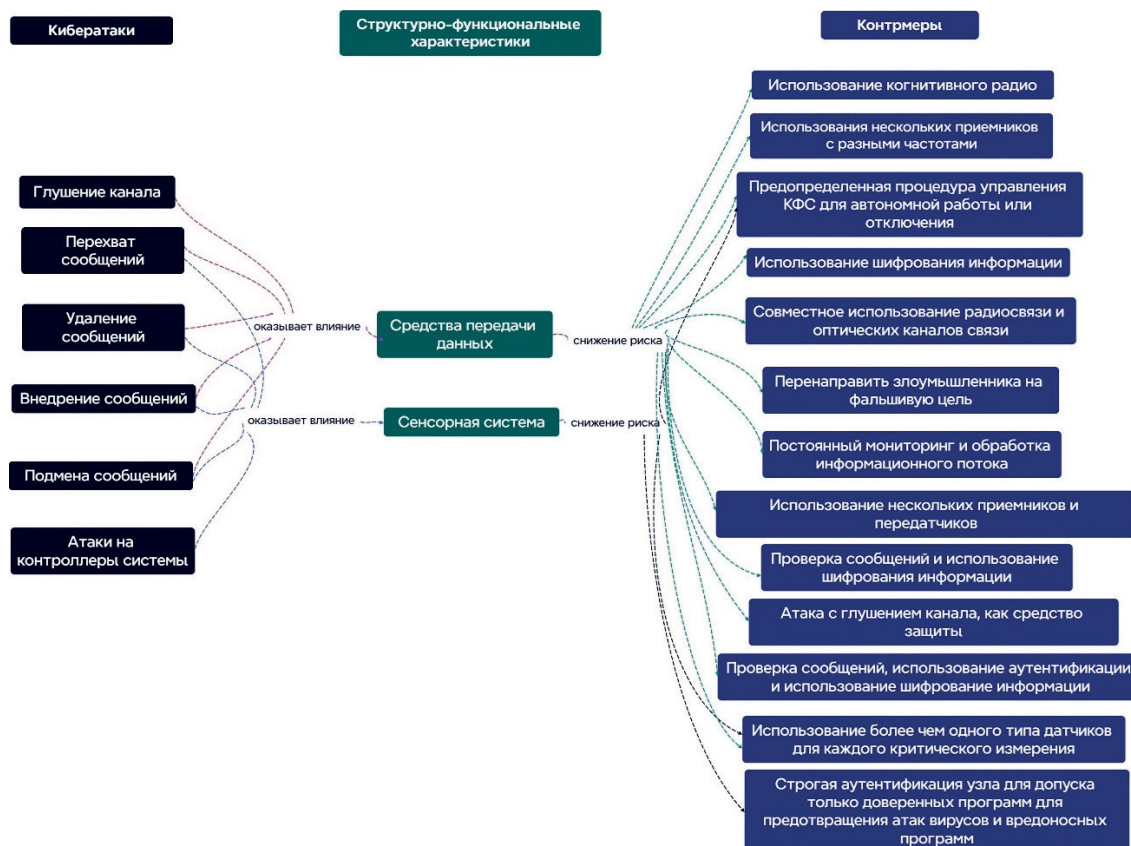 Кибератаки
Структурно-функциональные
характеристики
Контрмеры
Глушение канала
Перехват
сообщений
Удаление
сообщений
Внедрение сообщений
Подмена сообщений
Атаки на
контроллеры системы
оказывает влияние
Средства передачи
данных
снижение риска
оказывает влияние
Сенсорная система
снижение риска
Использование когнитивного радио
Использования нескольких приемников
с разными частотами
Предопределенная процедура управления
КФС для автономной работы или
отключения
Использование шифрования информации
Совместное использование радиосвязи и
оптических каналов связи
Перенаправить злоумышленника на
фальшивую цель
Постоянный мониторинг и обработка
информационного потока
Использование нескольких приемников и
передатчиков
Проверка сообщений и использование
шифрования информации
Атака с глушением канала, как средство
защиты
Проверка сообщений, использование аутентификации
и использование шифрование информации
Использование более чем одного типа датчиков
для каждого критического измерения
Строгая аутентификация узла для допуска
только доверенных программ для
предотвращения атак вирусов и вредоносных
программ